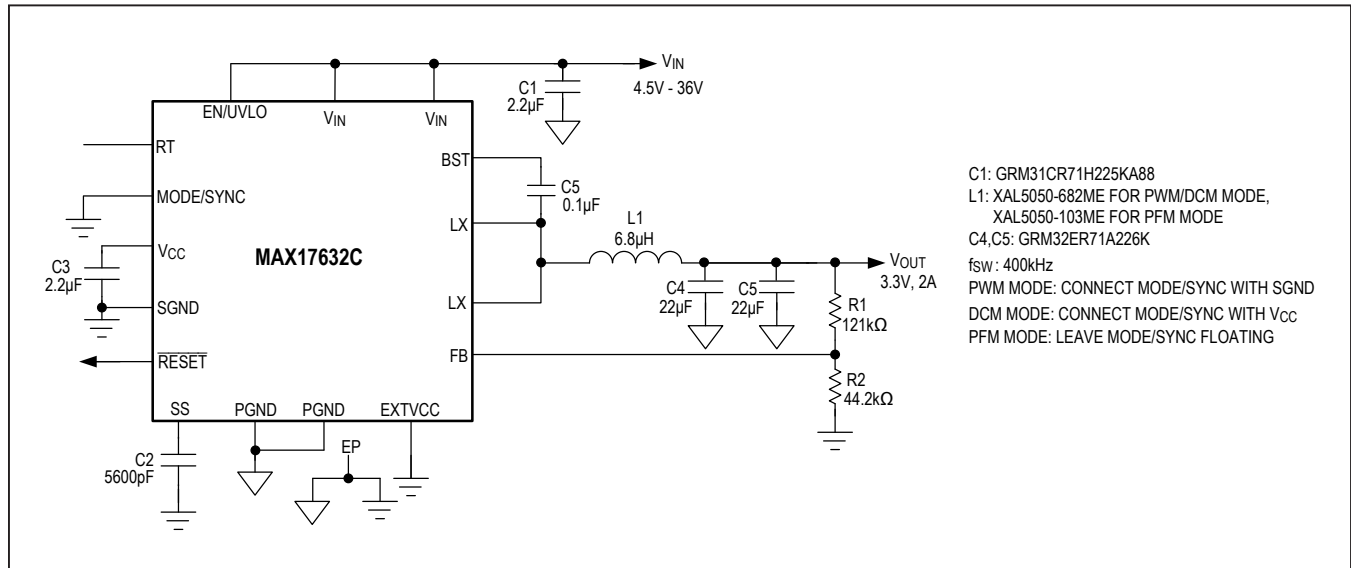 VIN
4.5V - 36V
C1
2.2µF
EN/UVLO
VIN
VIN
RT
BST
MODE/SYNC
C5
0.1µF
LX
VCC
MAX17632C
L1
6.8µH
C3
2.2µF
VOUT
3.3V, 2A
SGND
LX
C4
22µF
C5
22µF
R1
121kΩ
RESET
FB
R2
44.2kΩ
SS
PGND
PGND
EXTVCC
EP
C2
5600pF
C1: GRM31CR71H225KA88
L1: XAL5050-682ME FOR PWM/DCM MODE,
XAL5050-103ME FOR PFM MODE
C4,C5: GRM32ER71A226K
fSW : 400kHz
PWM MODE: CONNECT MODE/SYNC WITH SGND
DCM MODE: CONNECT MODE/SYNC WITH VCC
PFM MODE: LEAVE MODE/SYNC FLOATING